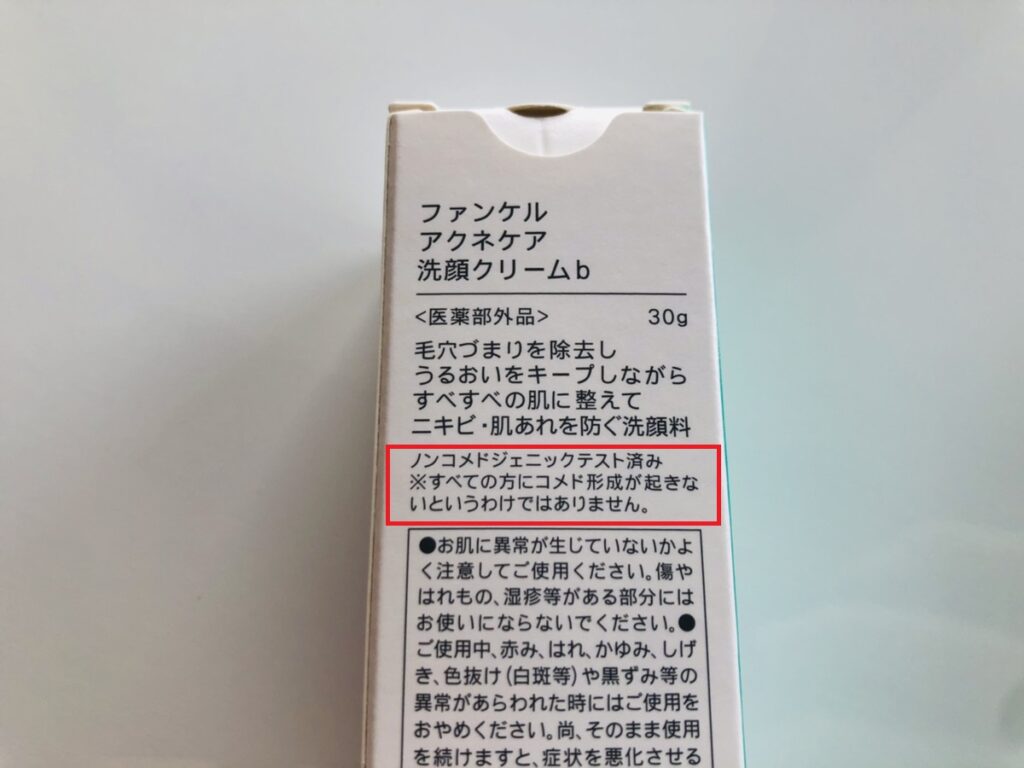 ファンケル
アクネケア
洗顔クリームb
<医薬部外品> 30g
毛穴づまりを除去し
うるおいをキープしながら
すべすべの肌に整えて
ニキビ・肌あれを防ぐ洗顔料
ノンコメドジェニックテスト済み
※すべての方にコメド形成が起きな
いというわけではありません。
●お肌に異常が生じていないかよ
く注意してご使用ください。傷や
はれもの、湿疹等がある部分には
お使いにならないでください。●
ご使用中、赤み、はれ、かゆみ、しげ
き、色抜け(白斑等)や黒ずみ等の
異常があらわれた時にはご使用を
おやめください。尚、そのまま使用
を続けますと、症状を悪化させる